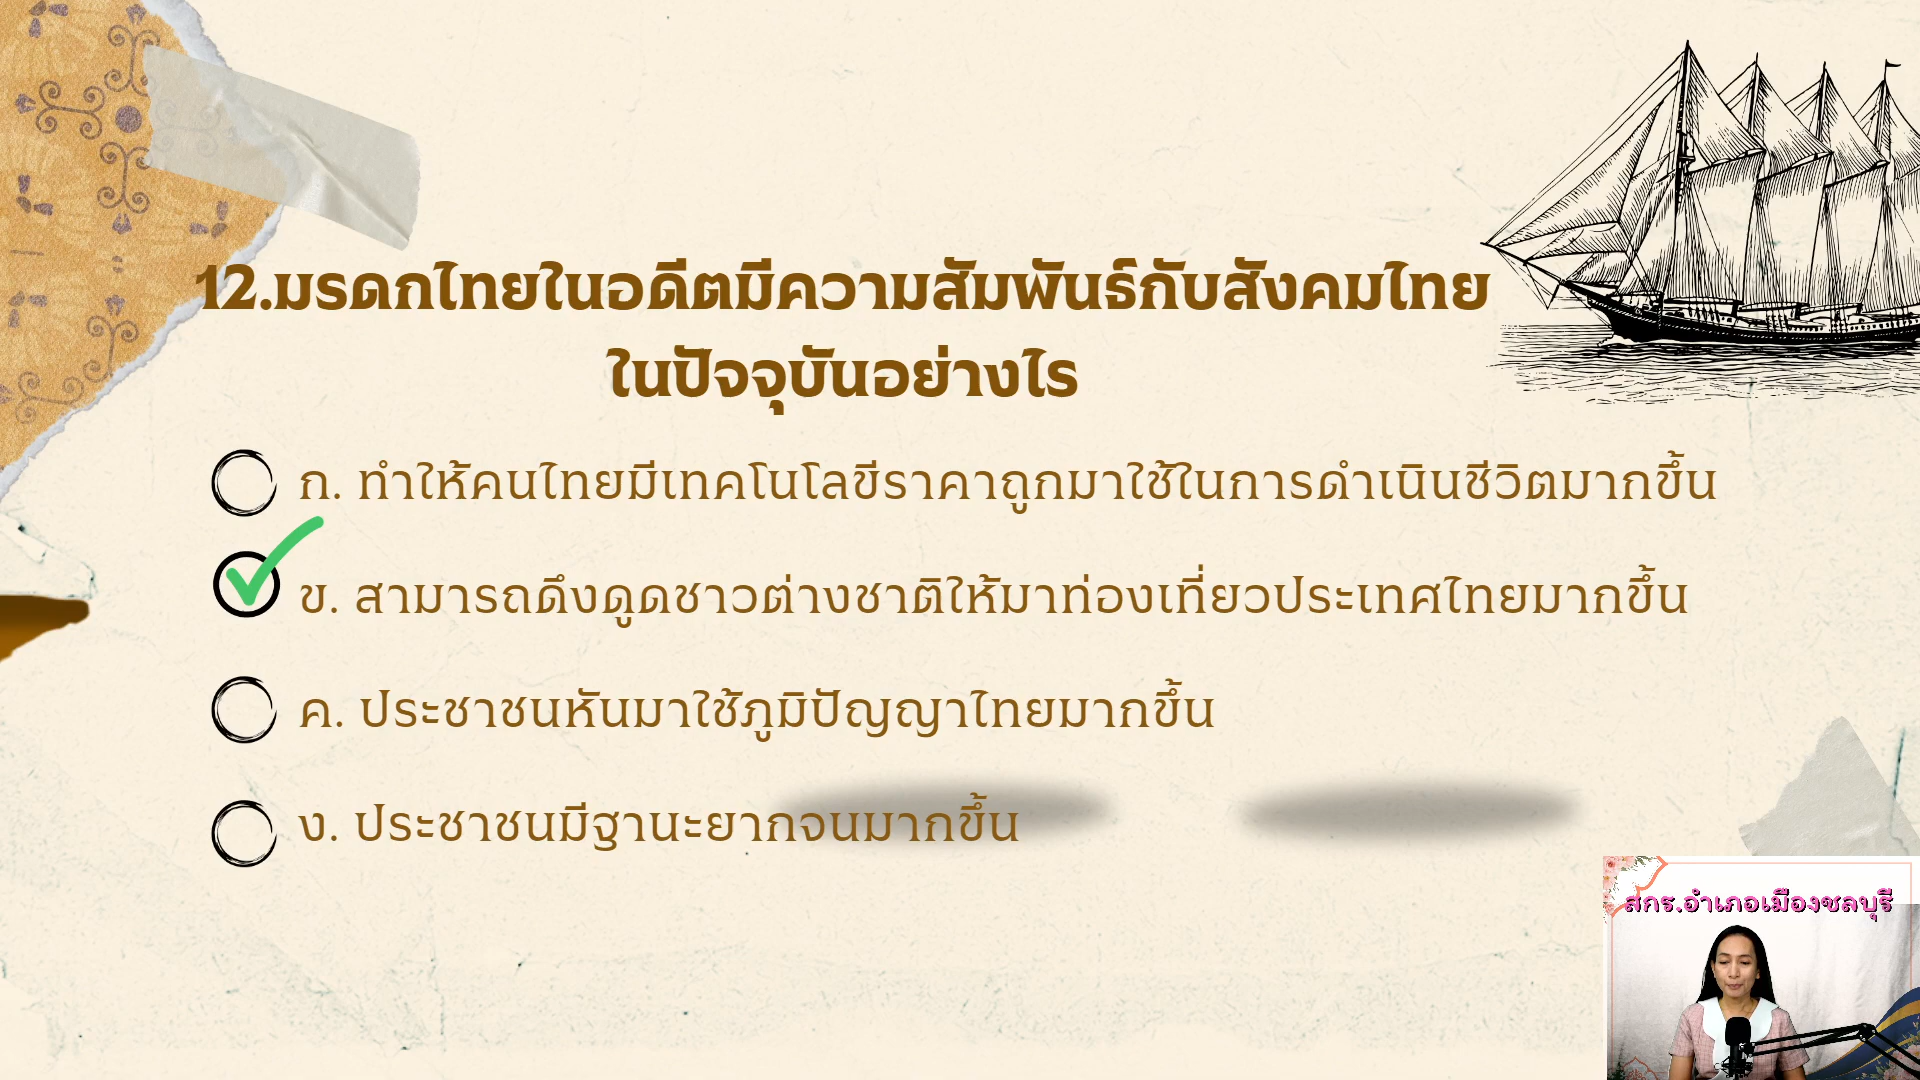 12.มรดกไทยในอดีตมีความสัมพันธ์กับสังคมไทย
ในปัจจุบันอย่างไร
ก. ทำให้คนไทยมีเทคโนโลยีราคาถูกมาใช้ในการดำเนินชีวิตมากขึ้น
ข. สามารถดึงดูดชาวต่างชาติให้มาท่องเที่ยวประเทศไทยมากขึ้น
ค. ประชาชนหันมาใช้ภูมิปัญญาไทยมากขึ้น
ง. ประชาชนมีฐานะยากจนมากขึ้น
สกร.อำเภอเมืองชลบุรี